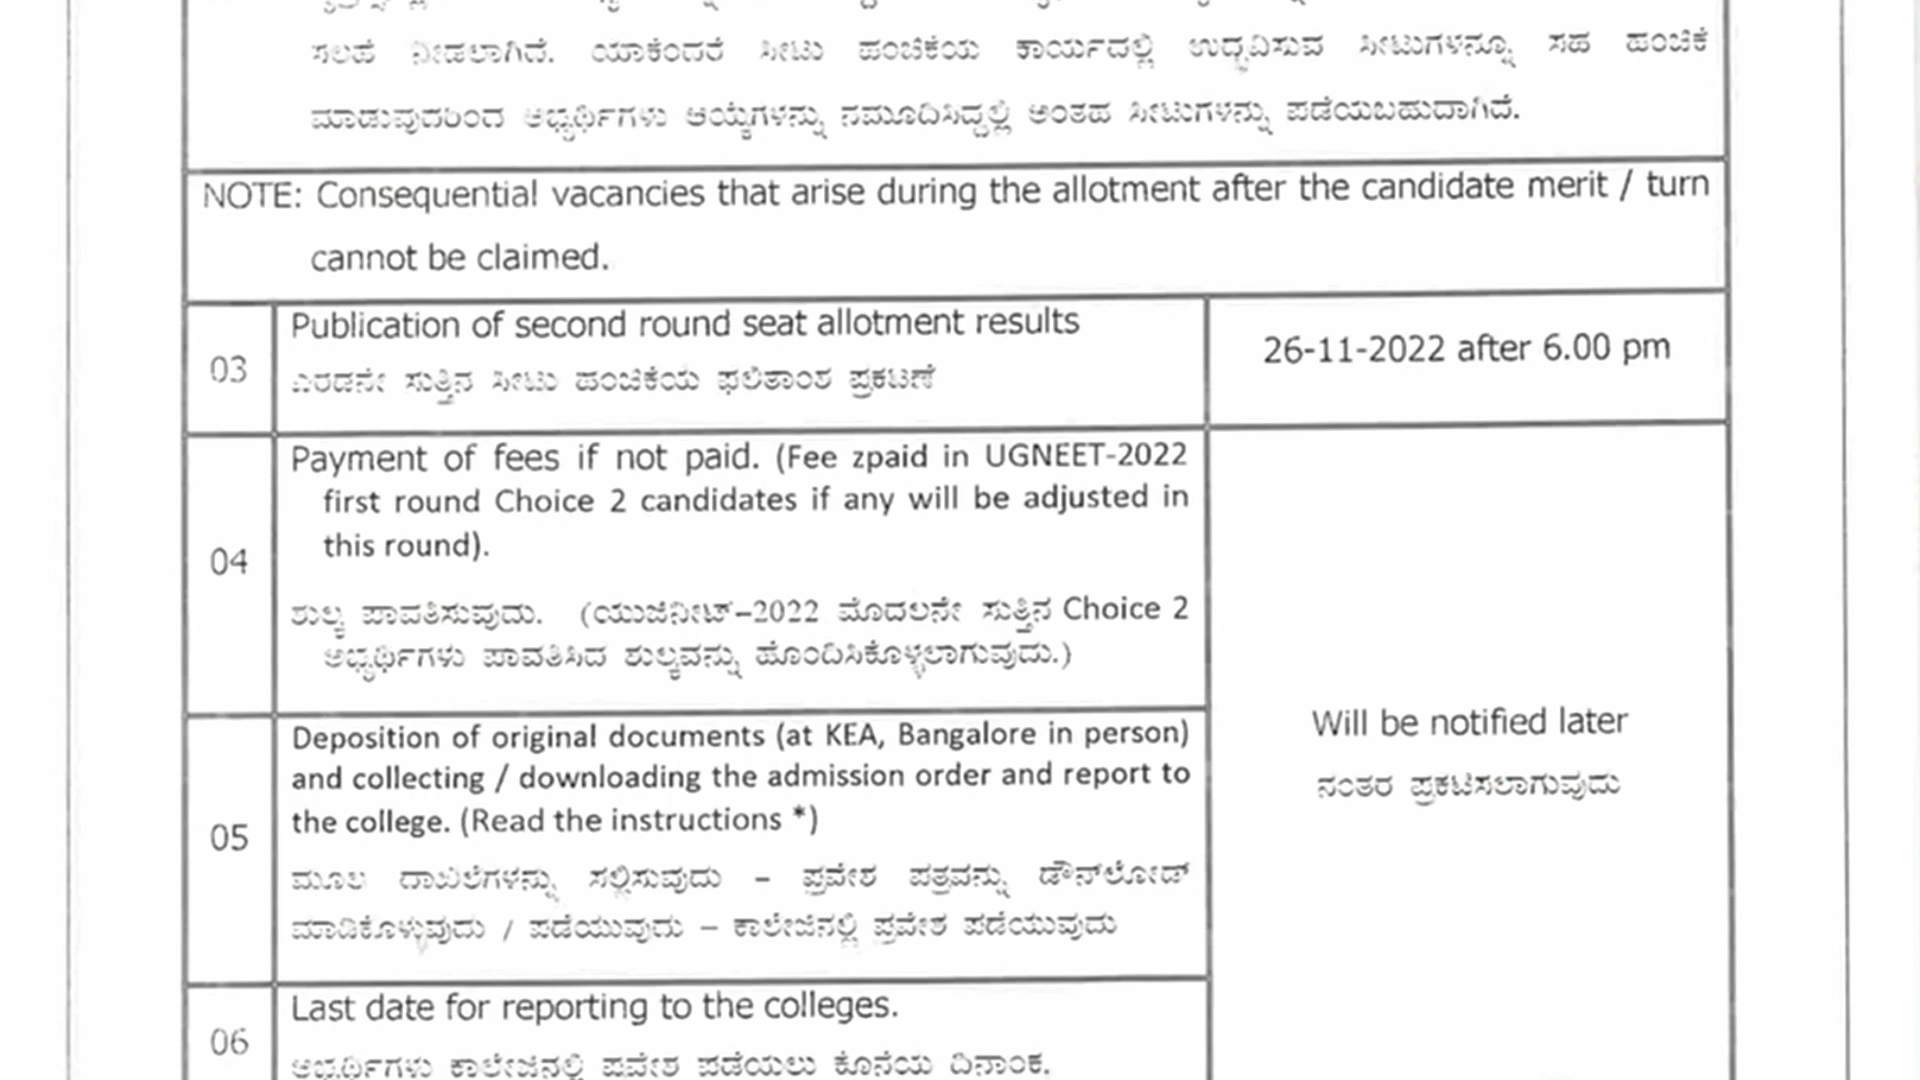 ಸಲಹೆ ನೀಡಲಾಗಿದೆ. ಯಾಕೆಂದರೆ ಸೀಟು ಹಂಚಿಕೆಯ ಕಾರ್ಯದಲ್ಲಿ ಉದ್ಭವಿಸುವ ಸೀಟುಗಳನ್ನೂ ಸಹ ಹಂಚಿಕೆ
ಮಾಡುವುದರಿಂದ ಅಭ್ಯರ್ಥಿಗಳು ಆಯ್ಕೆಗಳನ್ನು ನಮೂದಿಸಿದ್ದಲ್ಲಿ ಅಂತಹ ಸೀಟುಗಳನ್ನು ಪಡೆಯಬಹುದಾಗಿದೆ.
NOTE: Consequential vacancies that arise during the allotment after the candidate merit / turn
cannot be claimed.
03
Publication of second round seat allotment results
ಎರಡನೇ ಸುತ್ತಿನ ಸೀಟು ಹಂಚಿಕೆಯ ಫಲಿತಾಂಶ ಪ್ರಕಟಣೆ
26-11-2022 after 6.00 pm
04
Payment of fees if not paid. (Fee zpaid in UGNEET-2022
first round Choice 2 candidates if any will be adjusted in
this round).
ಶುಲ್ಕ ಪಾವತಿಸುವುದು. (ಯುಜಿನೀಟ್–2022 ಮೊದಲನೇ ಸುತ್ತಿನ Choice 2
ಅಭ್ಯರ್ಥಿಗಳು ಪಾವತಿಸಿದ ಶುಲ್ಕವನ್ನು ಹೊಂದಿಸಿಕೊಳ್ಳಲಾಗುವುದು.)
Will be notified later
ನಂತರ ಪ್ರಕಟಿಸಲಾಗುವುದು
05
Deposition of original documents (at KEA, Bangalore in person)
and collecting / downloading the admission order and report to
the college. (Read the instructions *)
ಮೂಲ ದಾಖಲೆಗಳನ್ನು ಸಲ್ಲಿಸುವುದು – ಪ್ರವೇಶ ಪತ್ರವನ್ನು ಡೌನ್‌ಲೋಡ್
ಮಾಡಿಕೊಳ್ಳುವುದು / ಪಡೆಯುವುದು – ಕಾಲೇಜಿನಲ್ಲಿ ಪ್ರವೇಶ ಪಡೆಯುವುದು
06
Last date for reporting to the colleges.
ಅಭ್ಯರ್ಥಿಗಳು ಕಾಲೇಜಿನಲ್ಲಿ ಪ್ರವೇಶ ಪಡೆಯಲು ಕೊನೆಯ ದಿನಾಂಕ.